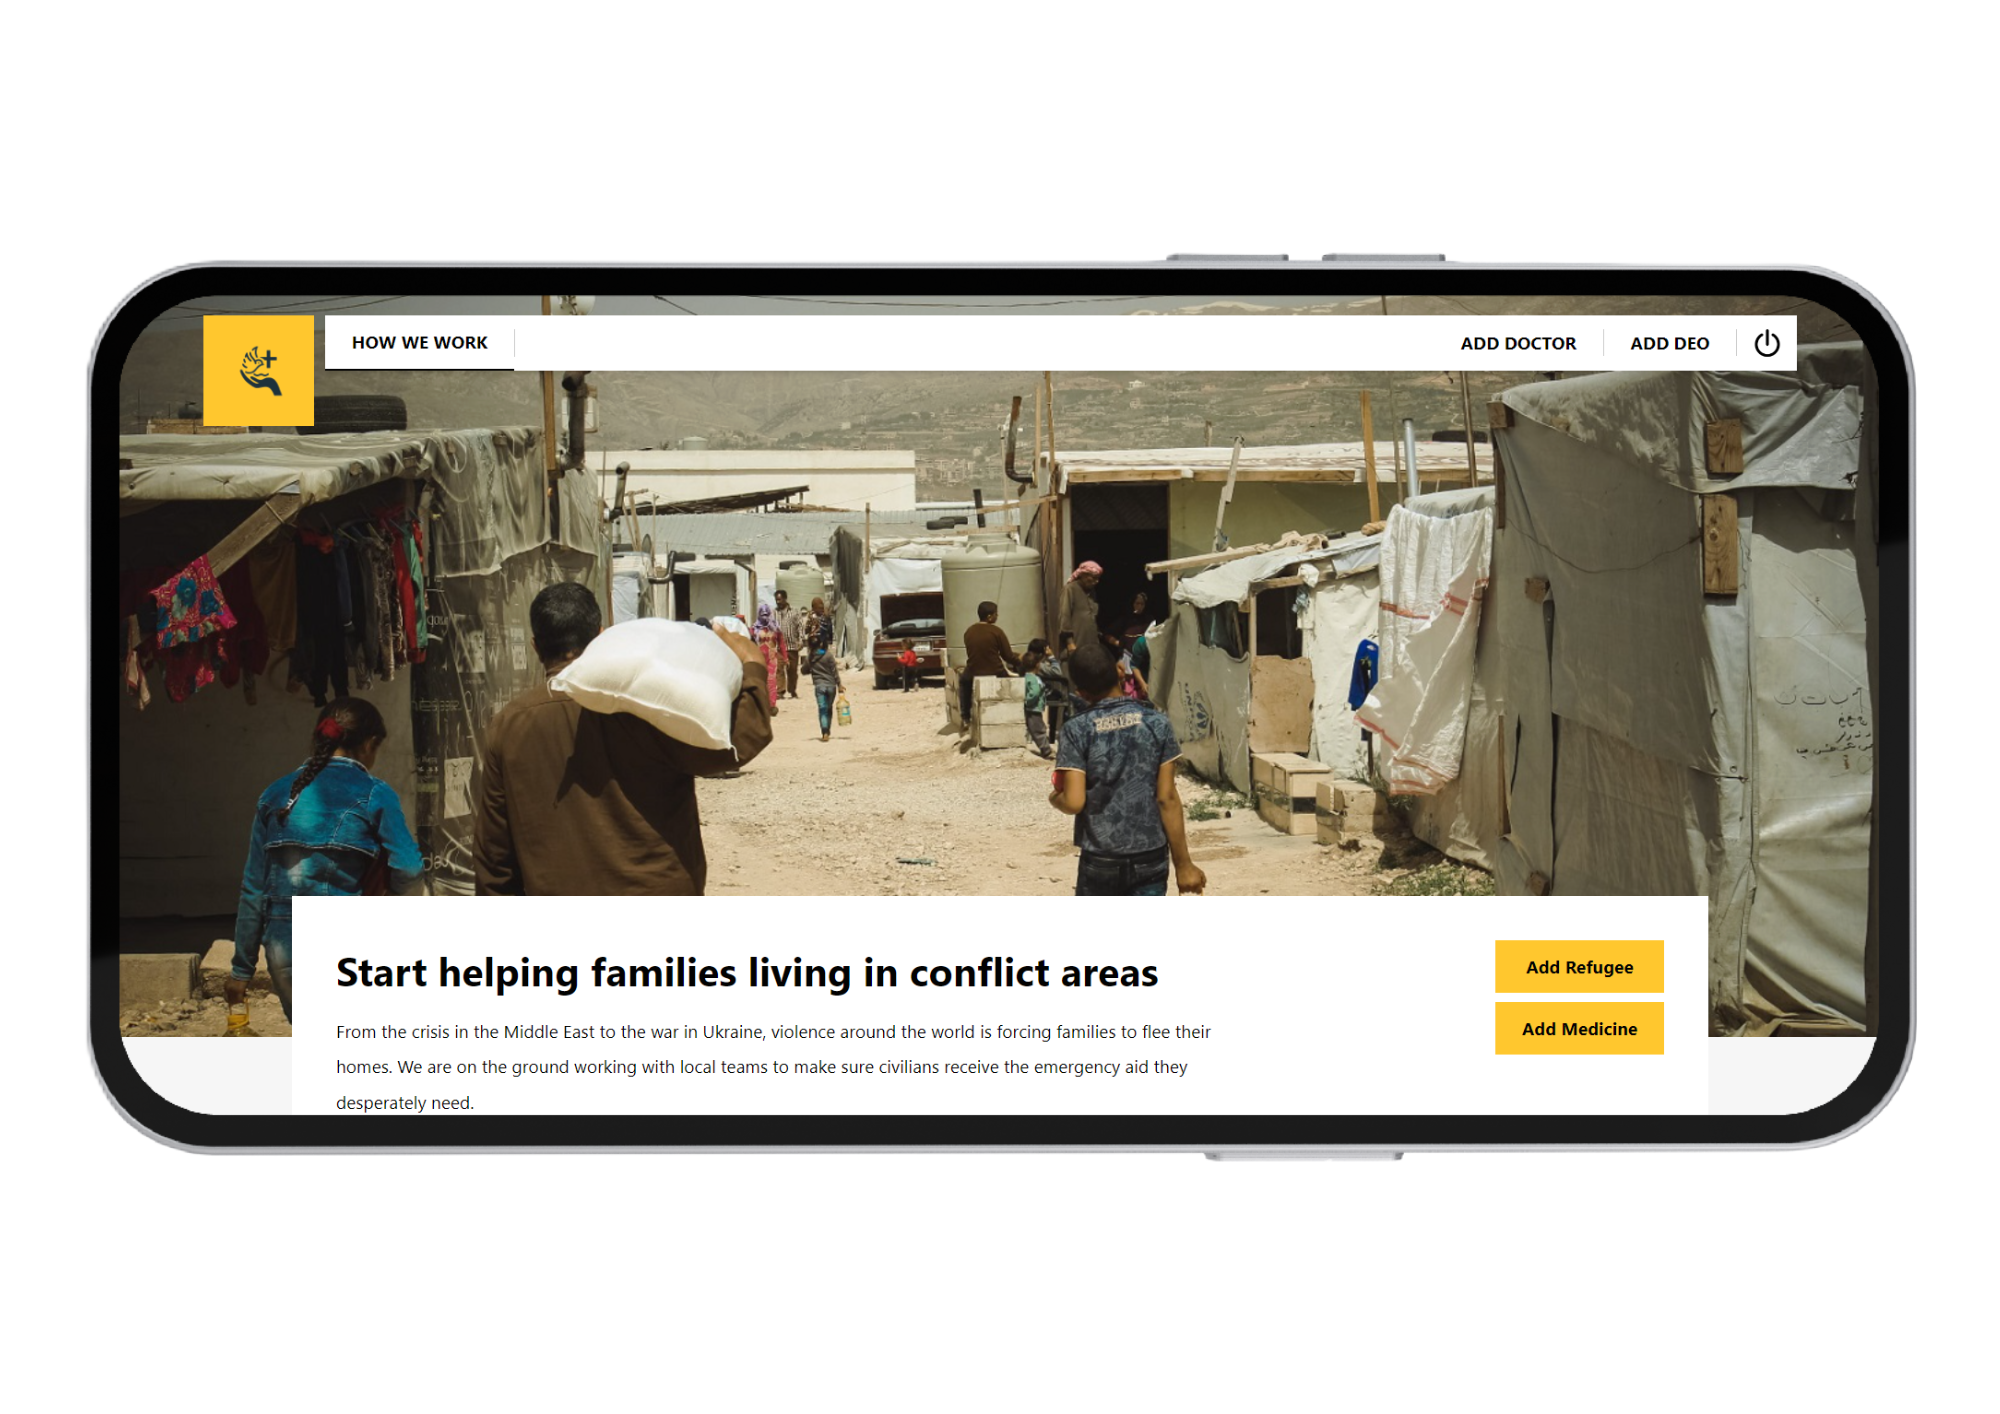 HOW WE WORK
ADD DOCTOR
ADD DEO
Start helping families living in conflict areas
From the crisis in the Middle East to the war in Ukraine, violence around the world is forcing families to flee their
homes. We are on the ground working with local teams to make sure civilians receive the emergency aid they
desperately need.
Add Refugee
Add Medicine